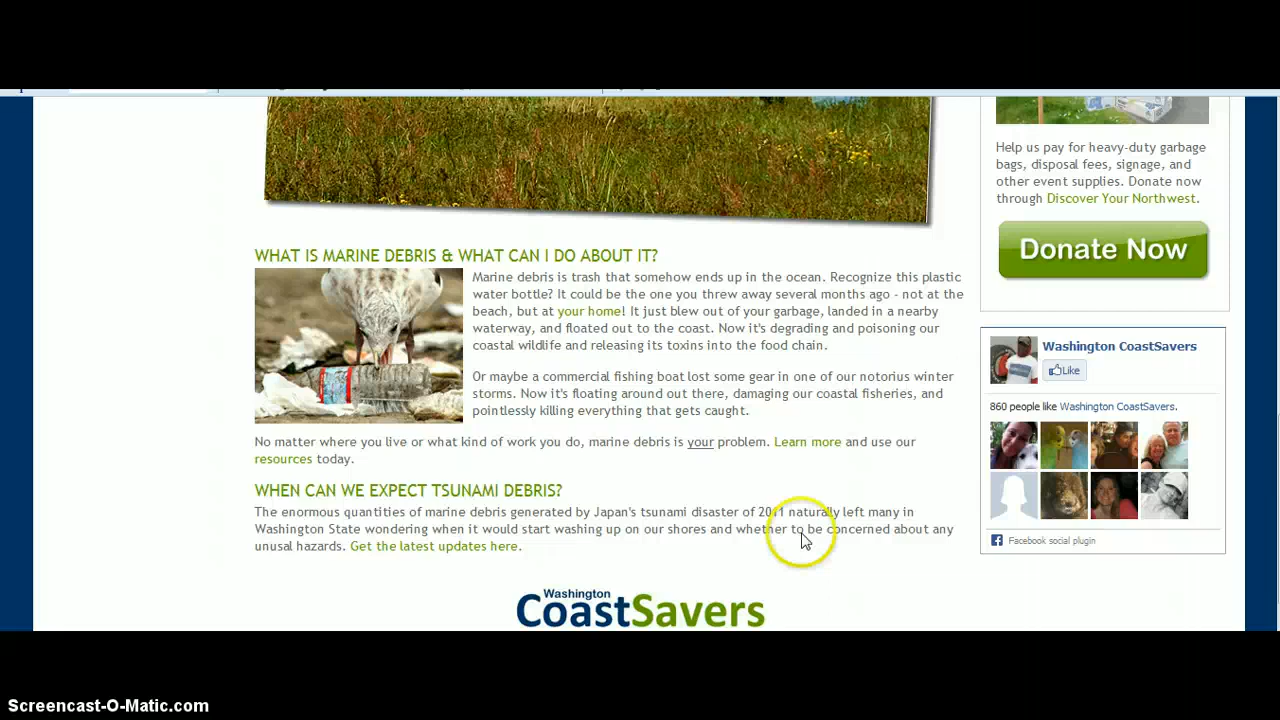 WHAT IS MARINE DEBRIS & WHAT CAN I DO ABOUT IT?
Marine debris is trash that somehow ends up in the ocean. Recognize this plastic
water bottle? It could be the one you threw away several months ago - not at the
beach, but at your home! It just blew out of your garbage, landed in a nearby
waterway, and floated out to the coast. Now it's degrading and poisoning our
coastal wildlife and releasing its toxins into the food chain.
Or maybe a commercial fishing boat lost some gear in one of our notorius winter
storms. Now it's floating around out there, damaging our coastal fisheries, and
pointlessly killing everything that gets caught.
No matter where you live or what kind of work you do, marine debris is your problem. Learn more and use our
resources today.
WHEN CAN WE EXPECT TSUNAMI DEBRIS?
The enormous quantities of marine debris generated by Japan's tsunami disaster of 2011 naturally left many in
Washington State wondering when it would start washing up on our shores and whether to be concerned about any
unusual hazards. Get the latest updates here.
Washington
CoastSavers
Help us pay for heavy-duty garbage
bags, disposal fees, signage, and
other event supplies. Donate now
through Discover Your Northwest.
Donate Now
Washington CoastSavers
Like
860 people like Washington CoastSavers.
Facebook social plugin
Screencast-O-Matic.com